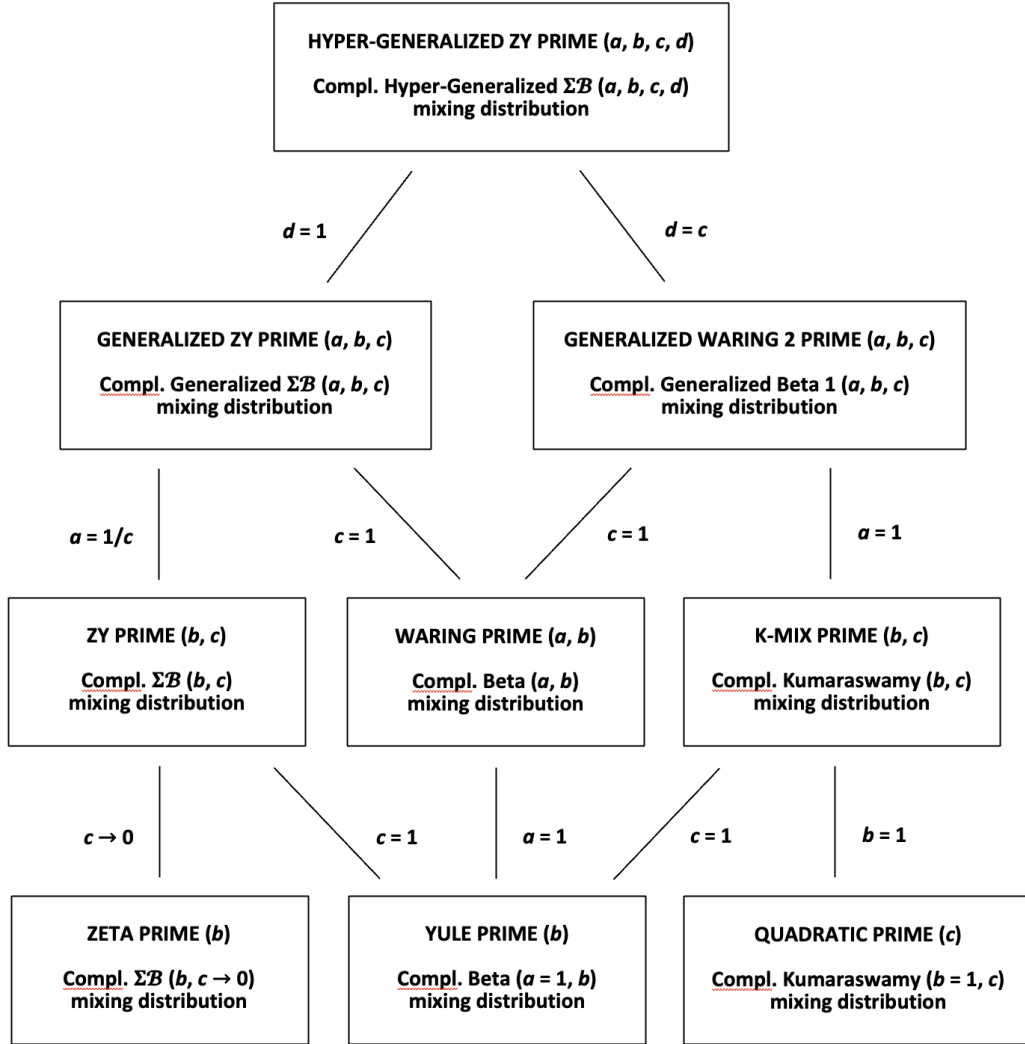 HYPER-GENERALIZED ZY PRIME (a, b, c, d)
Compl. Hyper-Generalized Σℬ (a, b, c, d)
mixing distribution
d = 1
d = c
GENERALIZED ZY PRIME (a, b, c)
Compl. Generalized Σℬ (a, b, c)
mixing distribution
GENERALIZED WARING 2 PRIME (a, b, c)
Compl. Generalized Beta 1 (a, b, c)
mixing distribution
a = 1/c
c = 1
c = 1
a = 1
ZY PRIME (b, c)
Compl. Σℬ (b, c)
mixing distribution
WARING PRIME (a, b)
Compl. Beta (a, b)
mixing distribution
K-MIX PRIME (b, c)
Compl. Kumaraswamy (b, c)
mixing distribution
c → 0
c = 1
a = 1
c = 1
b = 1
ZETA PRIME (b)
Compl. Σℬ (b, c → 0)
mixing distribution
YULE PRIME (b)
Compl. Beta (a = 1, b)
mixing distribution
QUADRATIC PRIME (c)
Compl. Kumaraswamy (b = 1, c)
mixing distribution